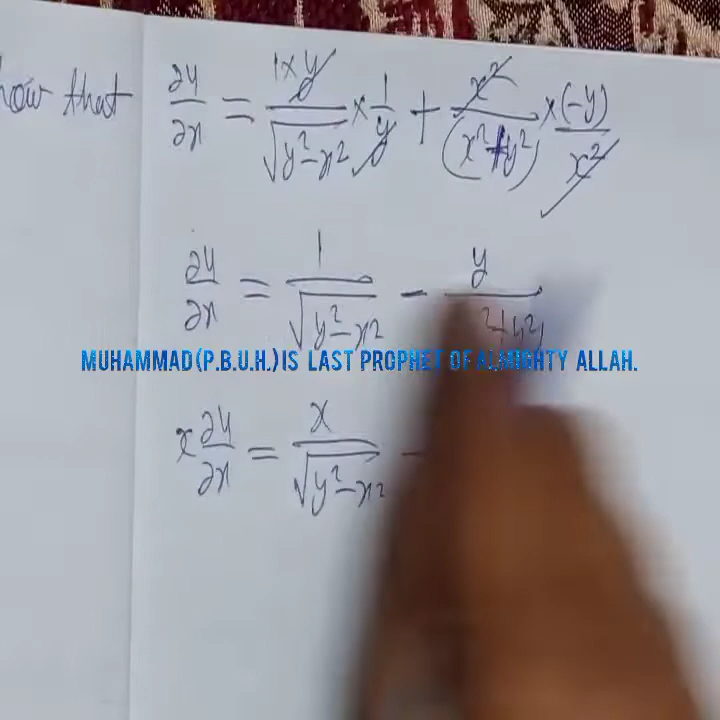 how that ∂u/∂x = 1×y/√(y²-x²) × 1/y + x²/(x²+y²) × (-y)/x²
∂u/∂x = 1/√(y²-x²) - y/
MUHAMMAD(P.B.U.H.)IS LAST PROPHET OF ALMIGHTY ALLAH.
x ∂u/∂x = x/√(y²-x²) -